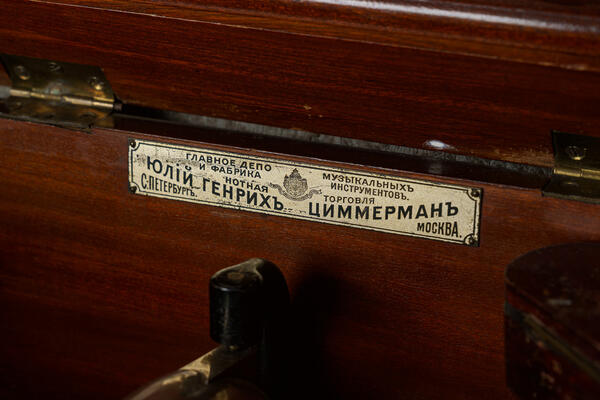 ГЛАВНОЕ ДЕПО МУЗЫКАЛЬНЫХЪ
И ФАБРИКА ИНСТРУМЕНТОВЪ.
НОТНАЯ ТОРГОВЛЯ
ЮЛІЙ ГЕНРИХЪ ЦИММЕРМАНЪ
С.ПЕТЕРБУРГЪ. МОСКВА.